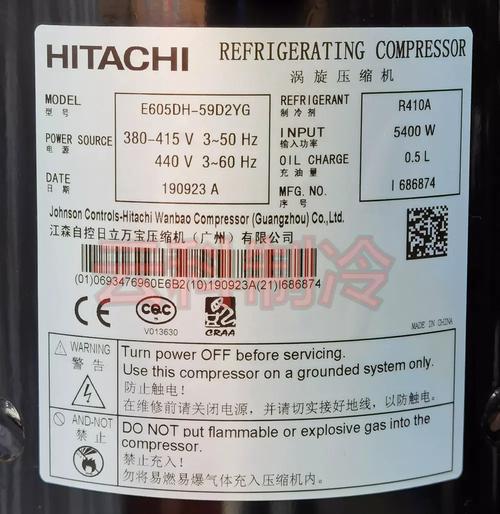 HITACHI REFRIGERATING COMPRESSOR
涡旋压缩机
MODEL E605DH-59D2YG
型号
POWER SOURCE 380-415 V 3~50 Hz
电源 440 V 3~60 Hz
DATE 190923 A
日期
REFRIGERANT R410A
制冷剂
INPUT 5400 W
输入功率
OIL CHARGE 0.5 L
充油量
MFG. NO. I 686874
序号
Johnson Controls-Hitachi Wanbao Compressor (Guangzhou) Co.,Ltd.
江森自控日立万宝压缩机（广州）有限公司
云科制冷
(01)0693476960E6B2(10)190923A(21)I686874
CE CQC CRAA
V013630
MADE IN CHINA
WARNING
警告
Turn power OFF before servicing.
Use this compressor on a grounded system only.
防止触电!
在维修前请关闭电源，并请切实接好地线，以防触电。
AND-NOT
禁止
DO NOT put flammable or explosive gas into the
compressor.
防止充入!
勿将易燃易爆气体充入压缩机内。